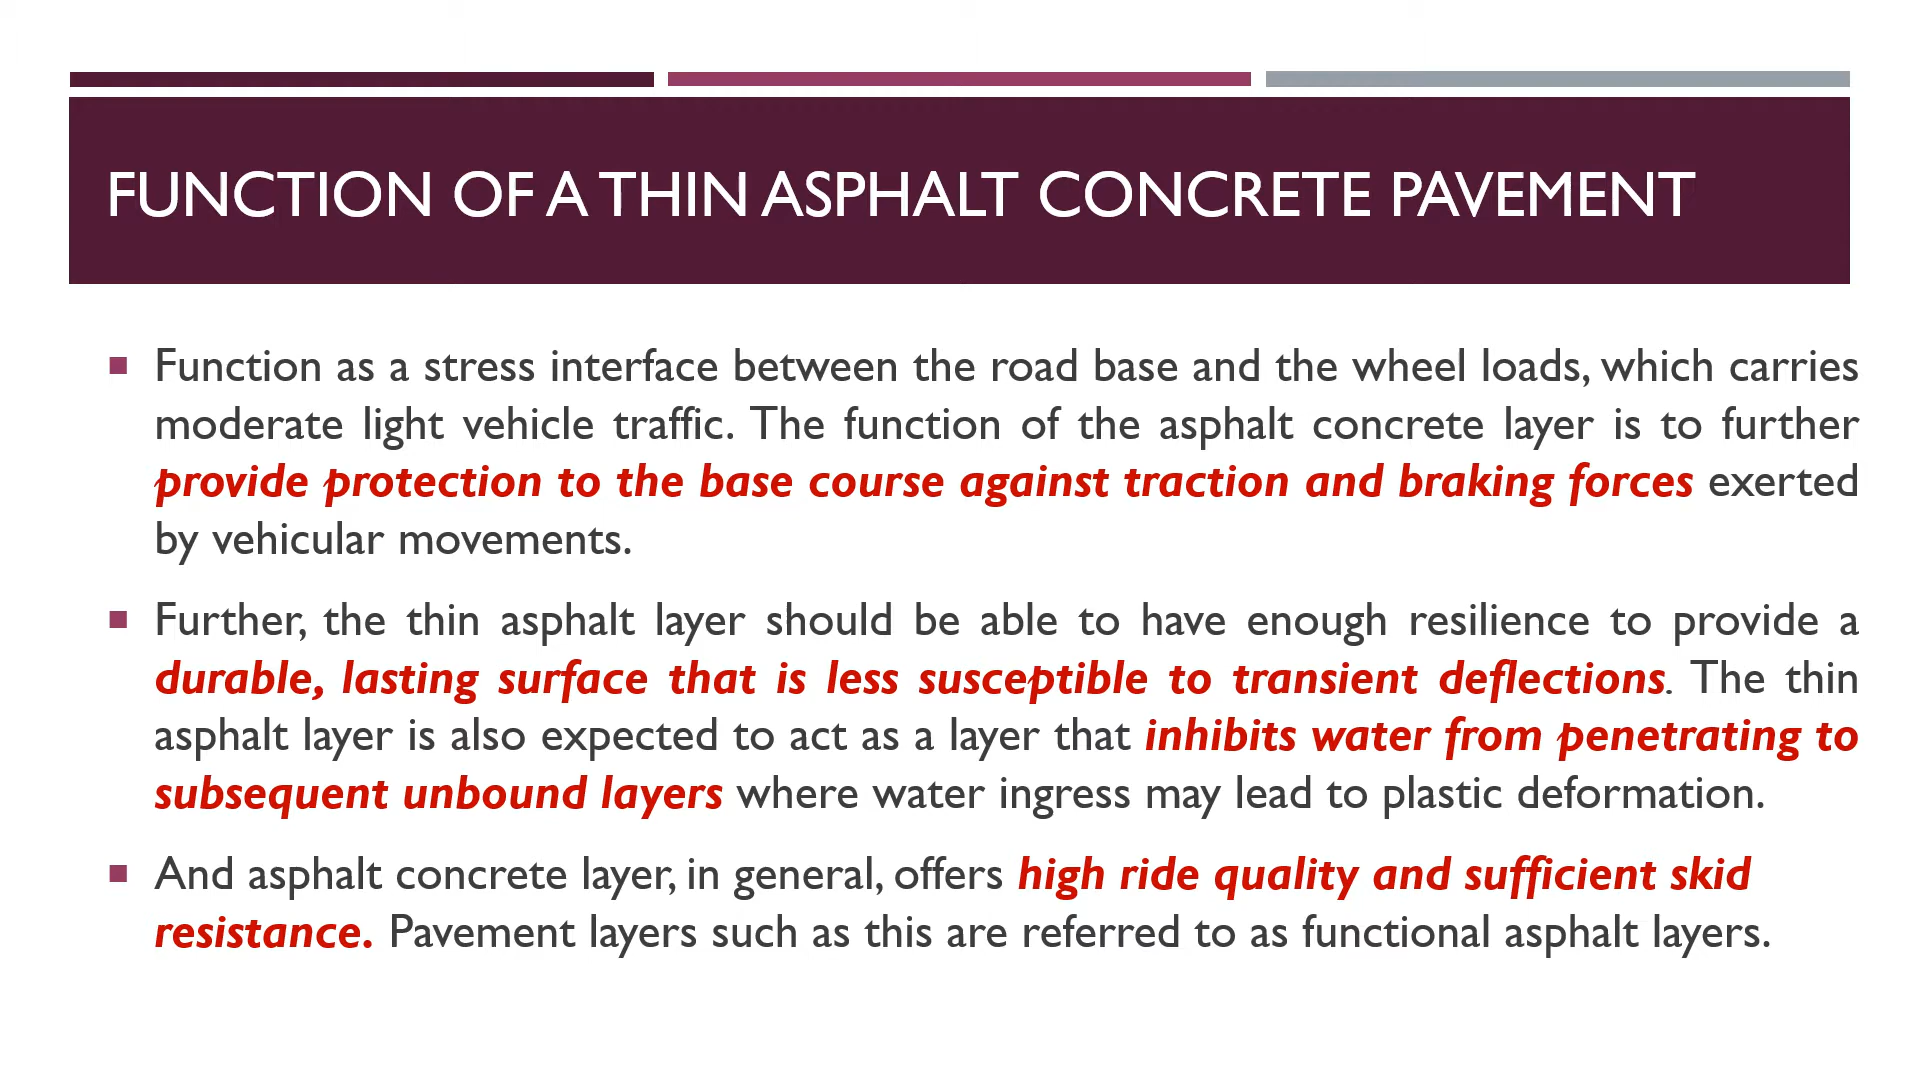 FUNCTION OF A THIN ASPHALT CONCRETE PAVEMENT
Function as a stress interface between the road base and the wheel loads, which carries
moderate light vehicle traffic. The function of the asphalt concrete layer is to further
provide protection to the base course against traction and braking forces exerted
by vehicular movements.
Further, the thin asphalt layer should be able to have enough resilience to provide a
durable, lasting surface that is less susceptible to transient deflections. The thin
asphalt layer is also expected to act as a layer that inhibits water from penetrating to
subsequent unbound layers where water ingress may lead to plastic deformation.
And asphalt concrete layer, in general, offers high ride quality and sufficient skid
resistance. Pavement layers such as this are referred to as functional asphalt layers.